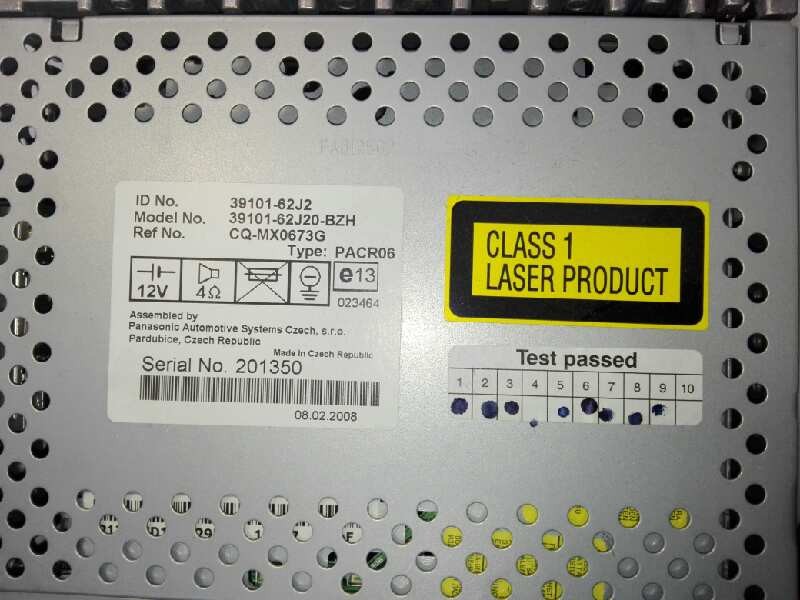 ID No. 39101-62J2
Model No. 39101-62J20-BZH
Ref No. CQ-MX0673G
Type: PACR06
12V
4Ω
e13
023464
Assembled by
Panasonic Automotive Systems Czech, s.r.o.
Pardubice, Czech Republic
Made in Czech Republic
Serial No. 201350
08.02.2008
CLASS 1
LASER PRODUCT
Test passed
1 2 3 4 5 6 7 8 9 10